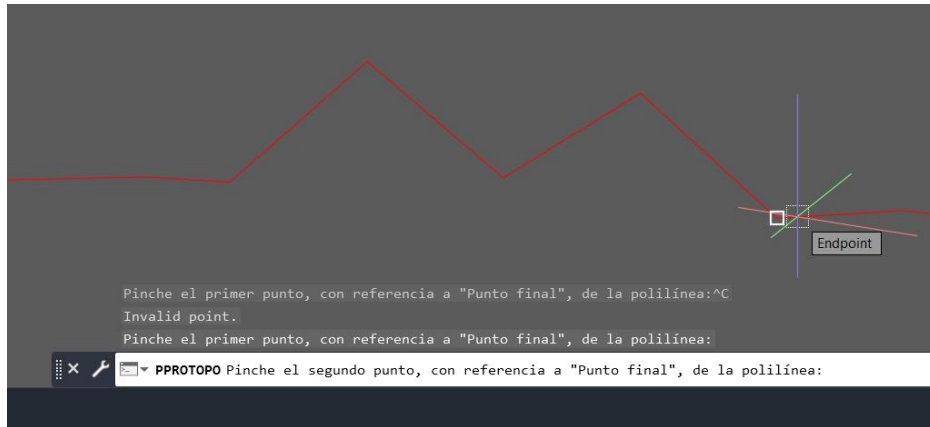 Endpoint
Pinche el primer punto, con referencia a "Punto final", de la polilínea:^C
Invalid point.
Pinche el primer punto, con referencia a "Punto final", de la polilínea:
PPROTOPO Pinche el segundo punto, con referencia a "Punto final", de la polilínea: